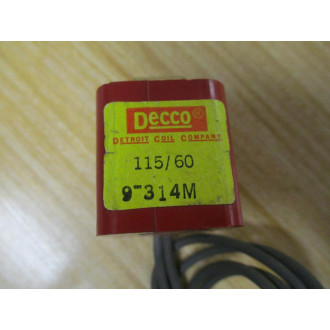 Decco®
DETROIT COIL COMPANY
115/60
9-314M